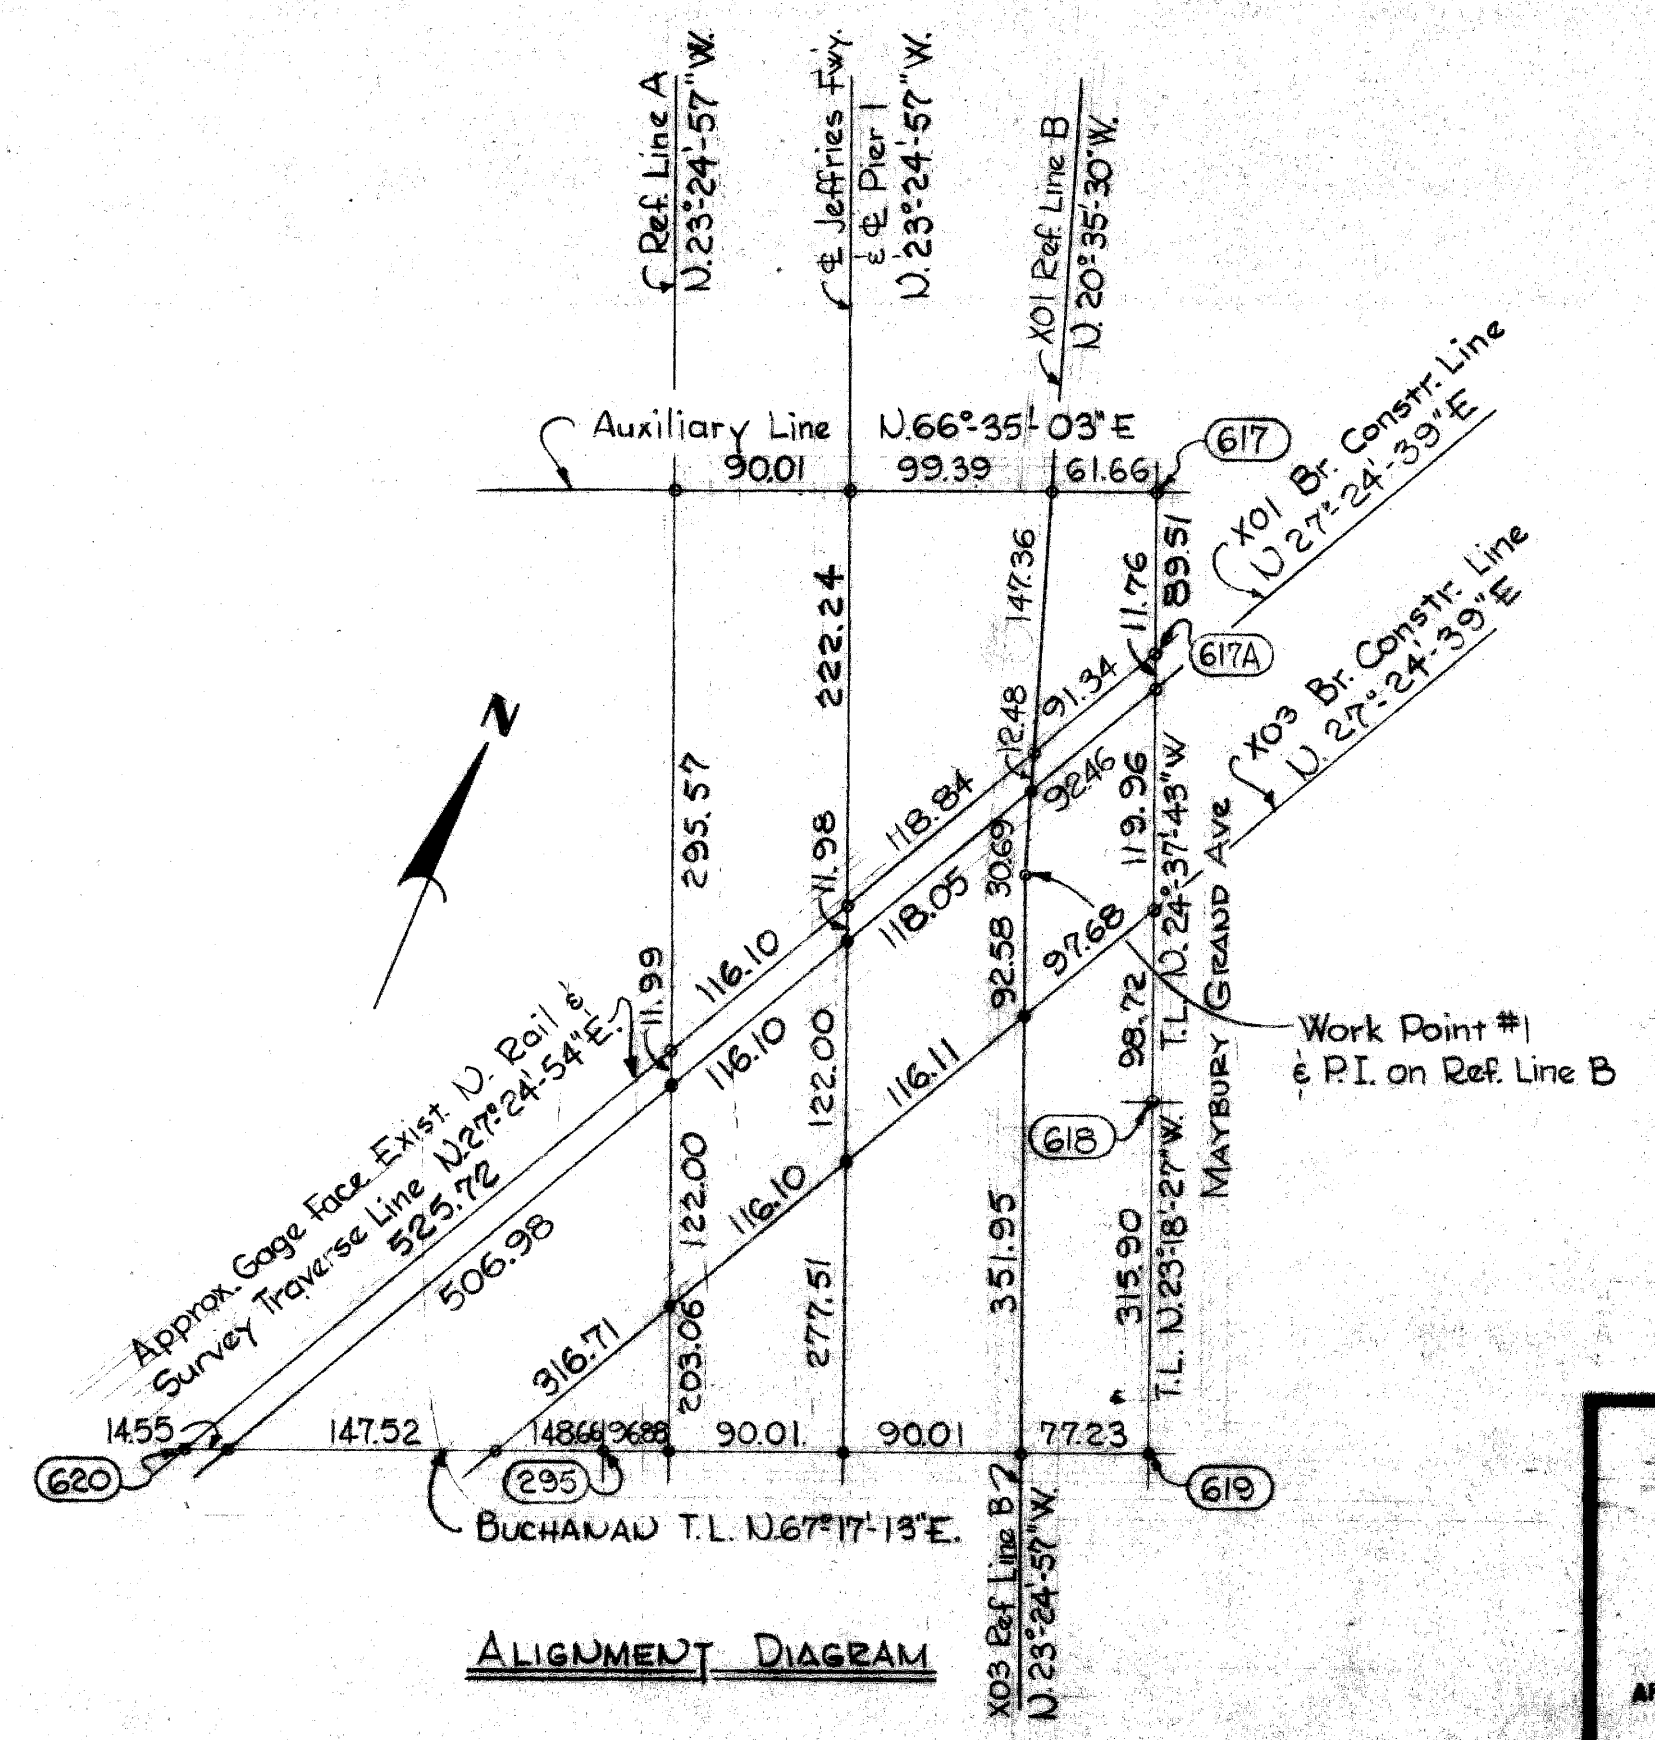 Ref. Line A
N.23°-24'-57"W.
℄ Jeffries Fwy.
& ℄ Pier 1
N.23°-24'-57"W.
X01 Ref. Line B
N. 20°-35'-30"W.
Auxiliary Line N.66°-35'-03"E
90.01
99.39
61.66
617
X01 Br. Constr. Line
N 27°-24'-39"E
X03 Br. Constr. Line
N. 27°-24'-39"E
N
295.57
222.24
147.36
11.76
89.51
617A
91.34
12.48
92.46
118.84
118.05
11.98
11.99
116.10
116.10
30.69
92.58
119.96
T.L. N. 24°-37'-43"W
MAYBURY GRAND AVE
97.68
98.72
Work Point #1
& P.I. on Ref. Line B
618
Approx. Gage Face Exist. N. Rail &
Survey Traverse Line N.27°-24'-54"E.
525.72
506.98
122.00
122.00
116.11
116.10
316.71
203.06
277.51
351.95
315.90
T.L. N.23°-18'-27"W.
14.55
147.52
148.66
96.88
90.01
90.01
77.23
620
295
619
BUCHANAN T.L. N.67°-17'-13"E.
X03 Ref Line B
N.23°-24'-57"W.
ALIGNMENT DIAGRAM